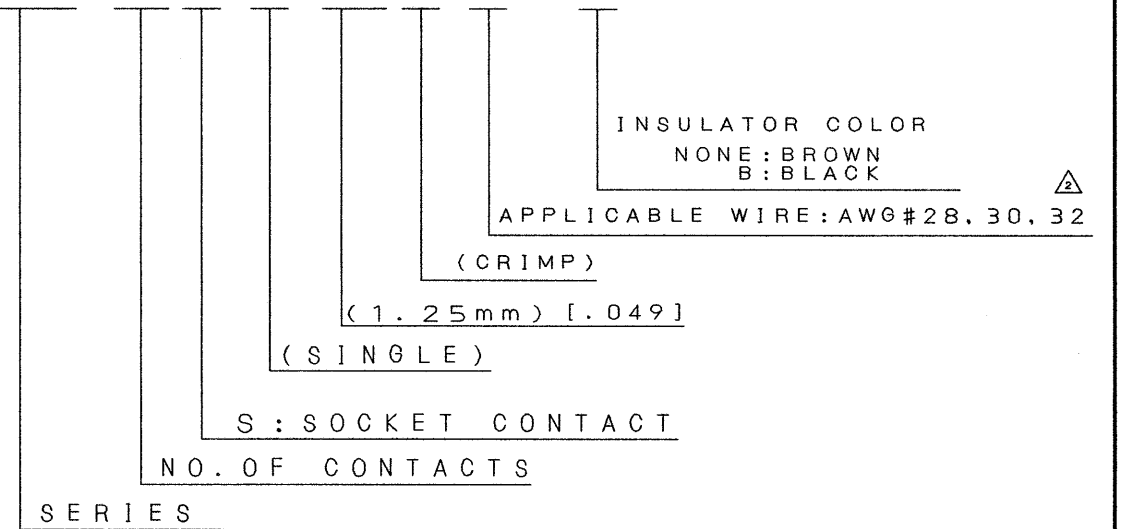 INSULATOR COLOR
NONE:BROWN
B:BLACK
2
APPLICABLE WIRE:AWG#28,30,32
(CRIMP)
(1.25mm) [.049]
(SINGLE)
S:SOCKET CONTACT
NO.OF CONTACTS
SERIES